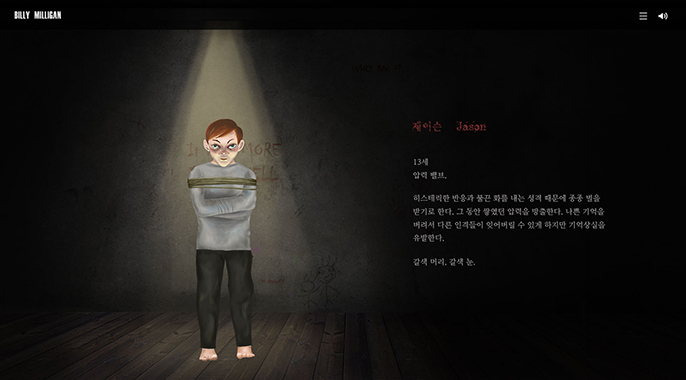 BILLY MILLIGAN
제이슨 Jason
13세
압력 밸브.
히스테릭한 반응과 불끈 화를 내는 성격 때문에 종종 벌을
받기로 한다. 그 동안 쌓였던 압력을 방출한다. 나쁜 기억을
버려서 다른 인격들이 잊어버릴 수 있게 하지만 기억상실을
유발한다.
갈색 머리. 갈색 눈.